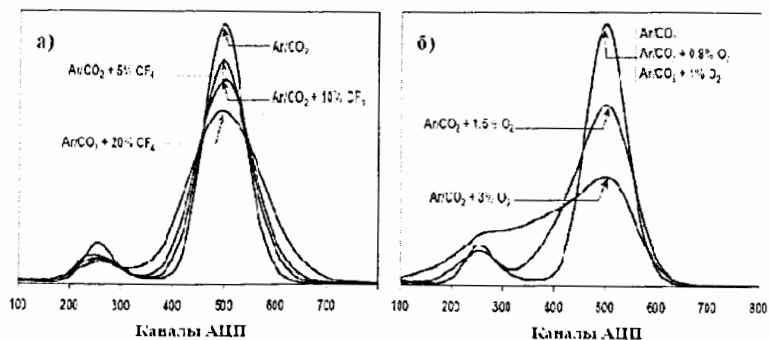 а)
Ar/CO₂
Ar/CO₂ + 5% CF₄
Ar/CO₂ + 10% CF₄
Ar/CO₂ + 20% CF₄
100 200 300 400 500 600 700
Каналы АЦП
б)
Ar/CO₂
Ar/CO₂ + 0.8% O₂
Ar/CO₂ + 1% O₂
Ar/CO₂ + 1.5% O₂
Ar/CO₂ + 3% O₂
100 200 300 400 500 600 700 800
Каналы АЦП